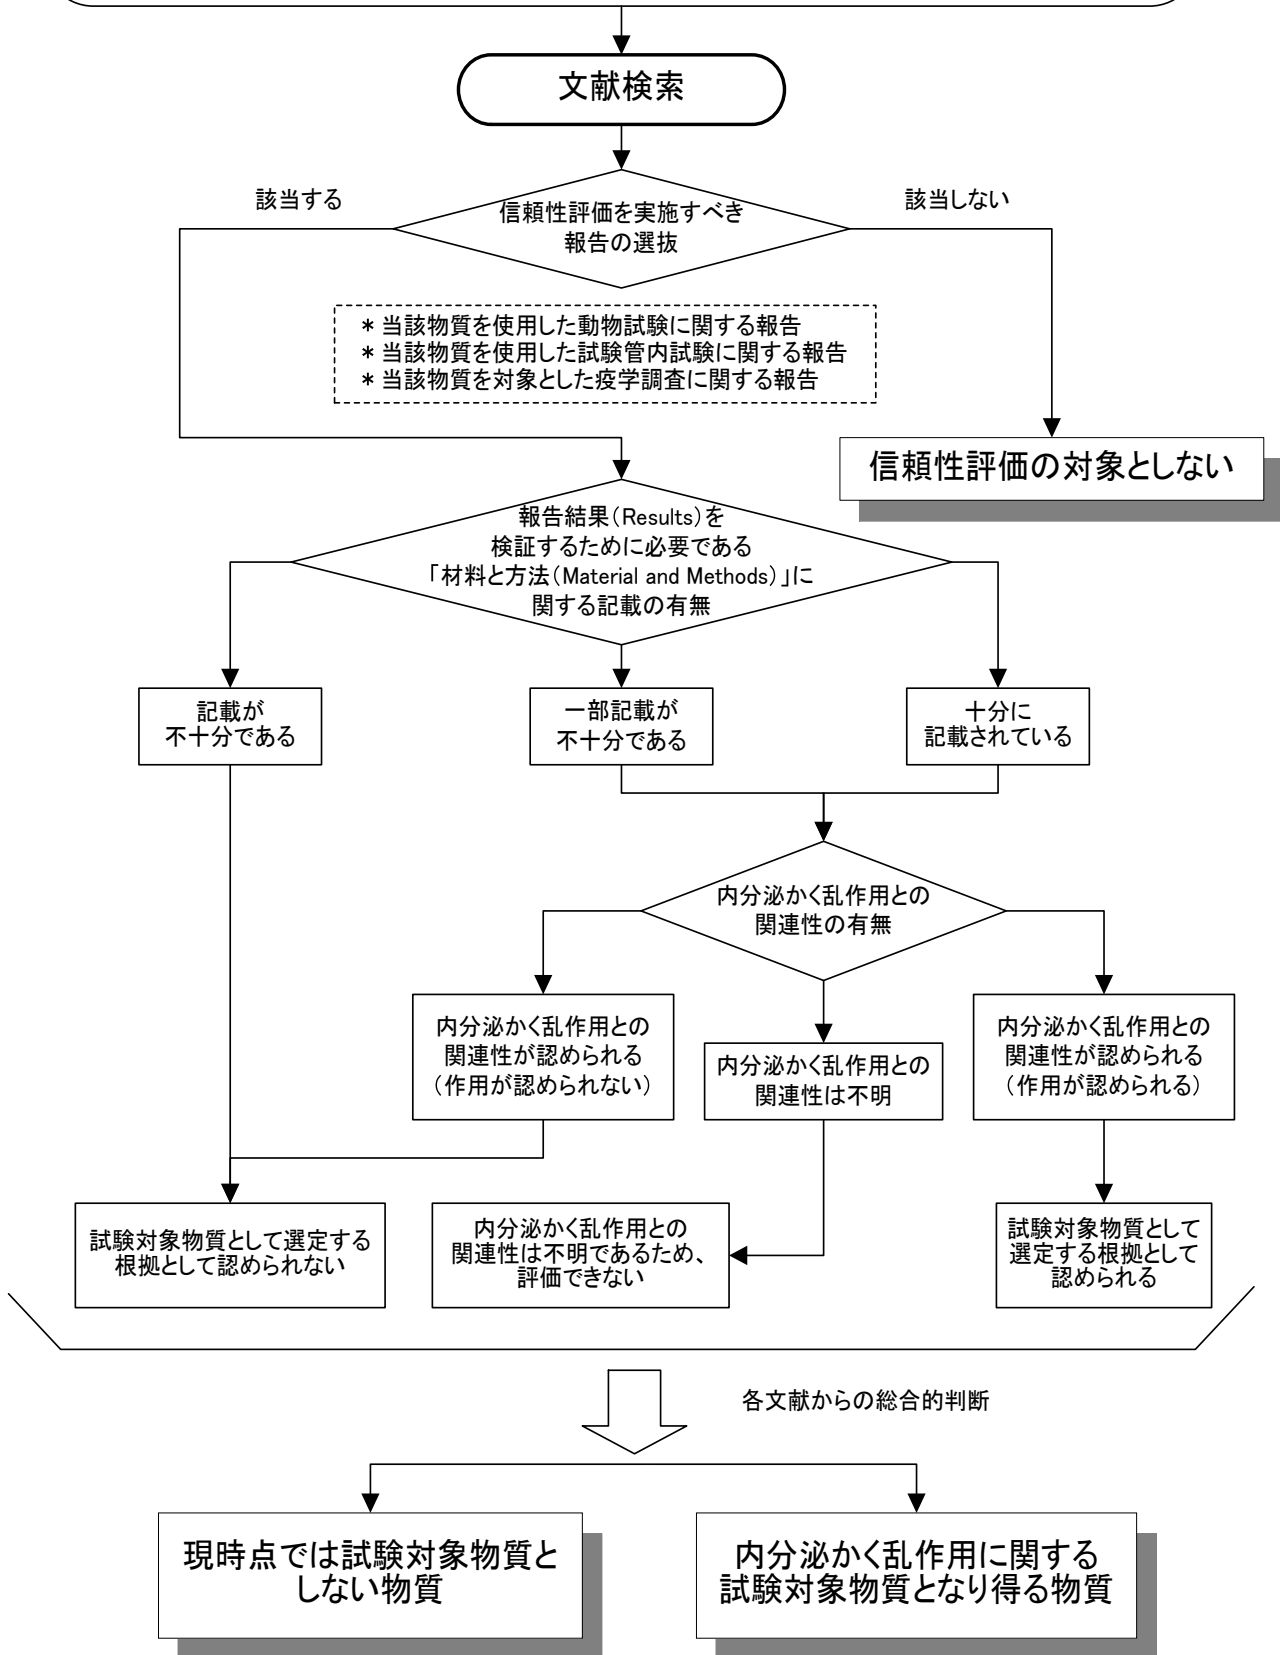 文献検索
該当する
該当しない
信頼性評価を実施すべき
報告の選抜
＊当該物質を使用した動物試験に関する報告
＊当該物質を使用した試験管内試験に関する報告
＊当該物質を対象とした疫学調査に関する報告
信頼性評価の対象としない
報告結果（Results）を
検証するために必要である
「材料と方法（Material and Methods）」に
関する記載の有無
記載が
不十分である
一部記載が
不十分である
十分に
記載されている
内分泌かく乱作用との
関連性の有無
内分泌かく乱作用との
関連性が認められる
（作用が認められない）
内分泌かく乱作用との
関連性は不明
内分泌かく乱作用との
関連性が認められる
（作用が認められる）
試験対象物質として選定する
根拠として認められない
内分泌かく乱作用との
関連性は不明であるため、
評価できない
試験対象物質として
選定する根拠として
認められる
各文献からの総合的判断
現時点では試験対象物質と
しない物質
内分泌かく乱作用に関する
試験対象物質となり得る物質